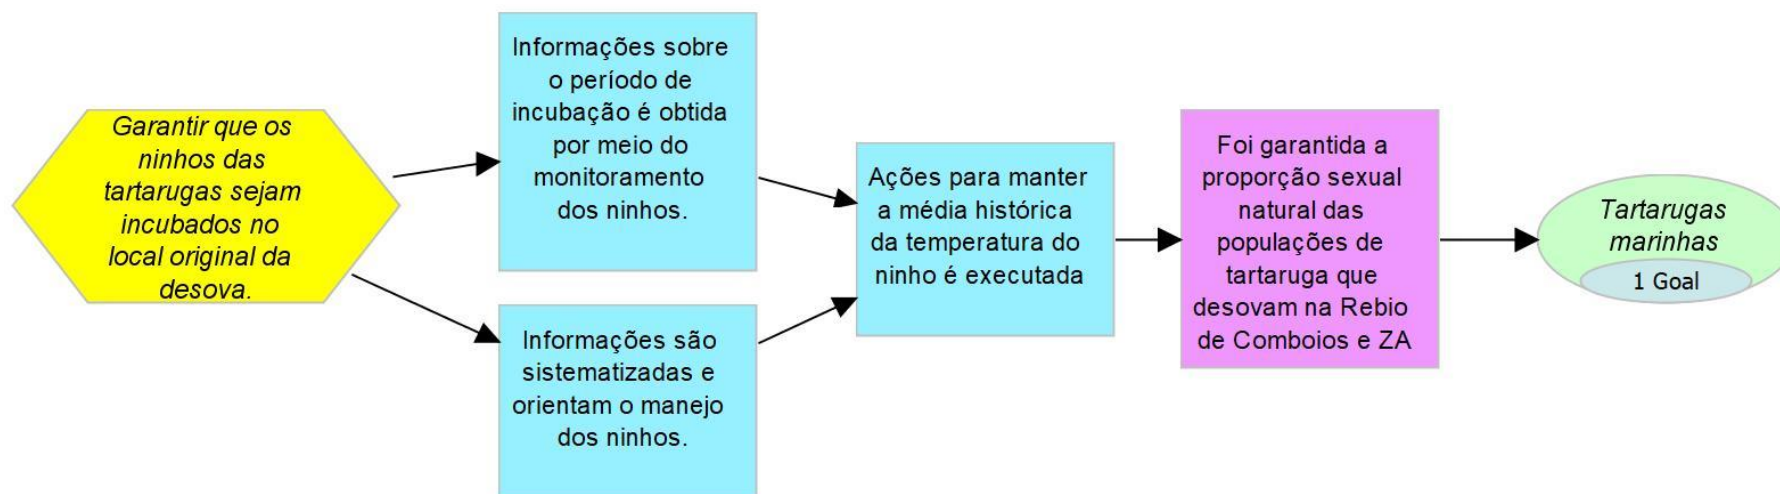 Garantir que os
ninhos das
tartarugas sejam
incubados no
local original da
desova.
Informações sobre
o período de
incubação é obtida
por meio do
monitoramento
dos ninhos.
Informações são
sistematizadas e
orientam o manejo
dos ninhos.
Ações para manter
a média histórica
da temperatura do
ninho é executada
Foi garantida a
proporção sexual
natural das
populações de
tartaruga que
desovam na Rebio
de Comboios e ZA
Tartarugas
marinhas
1 Goal